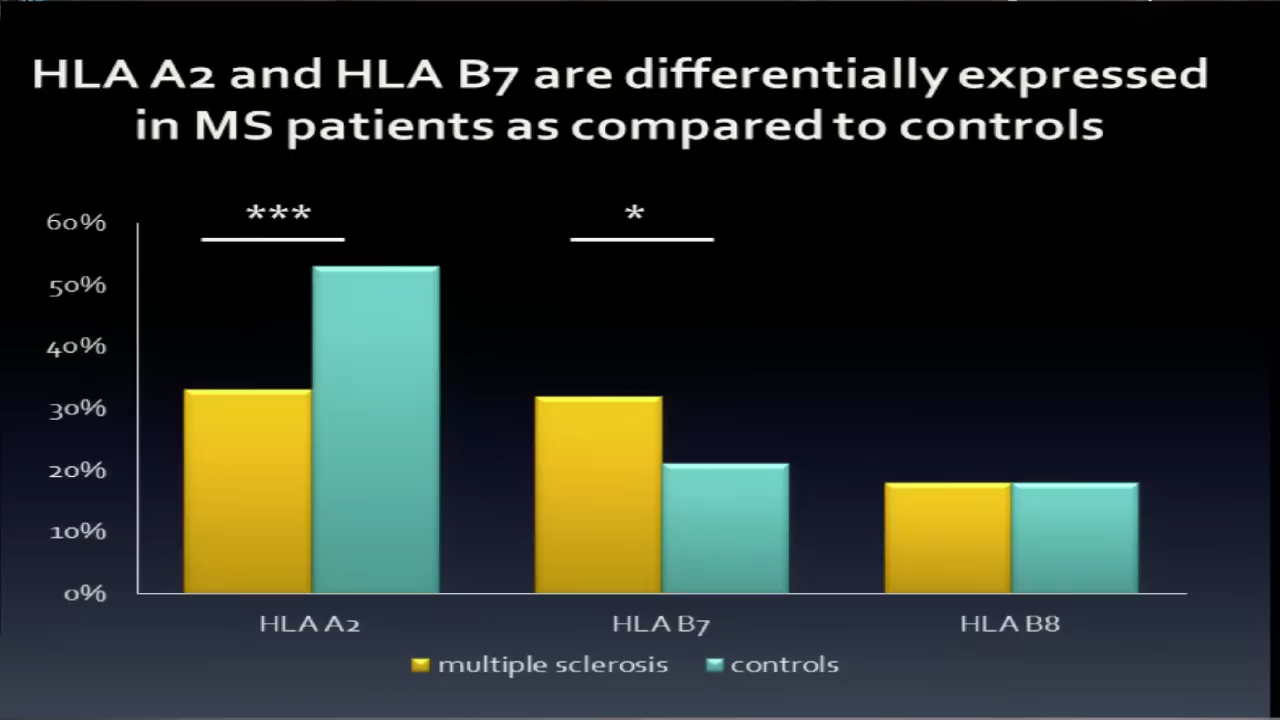 HLA A2 and HLA B7 are differentially expressed
in MS patients as compared to controls
*** *
60%
50%
40%
30%
20%
10%
0%
HLA A2 HLA B7 HLA B8
multiple sclerosis controls